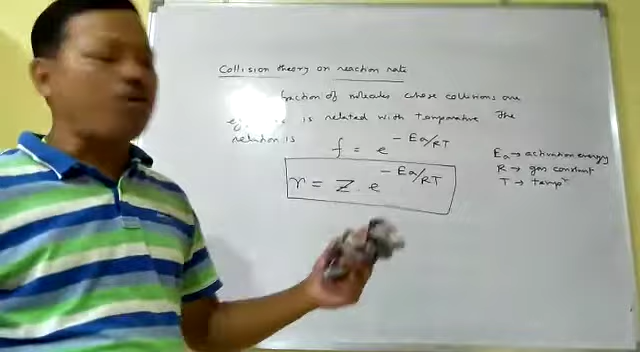 Collision theory on reaction rate
fraction of molecules whose collisions are
is related with temperature The
relation is
f = e^-Ea/RT
r = Z . e^-Ea/RT
Ea → activation energy
R → gas constant
T → tempr